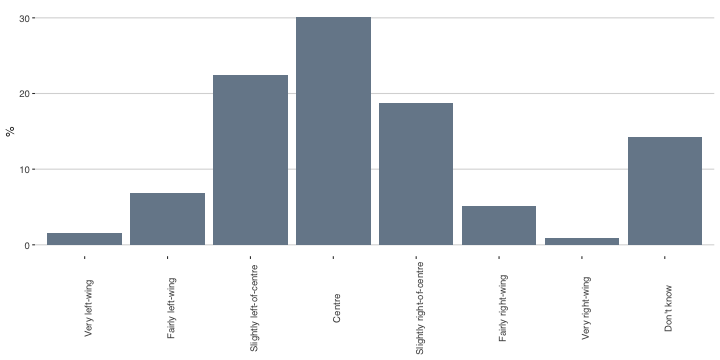 30
20
10
0
%
Very left-wing
Fairly left-wing
Slightly left-of-centre
Centre
Slightly right-of-centre
Fairly right-wing
Very right-wing
Don't know